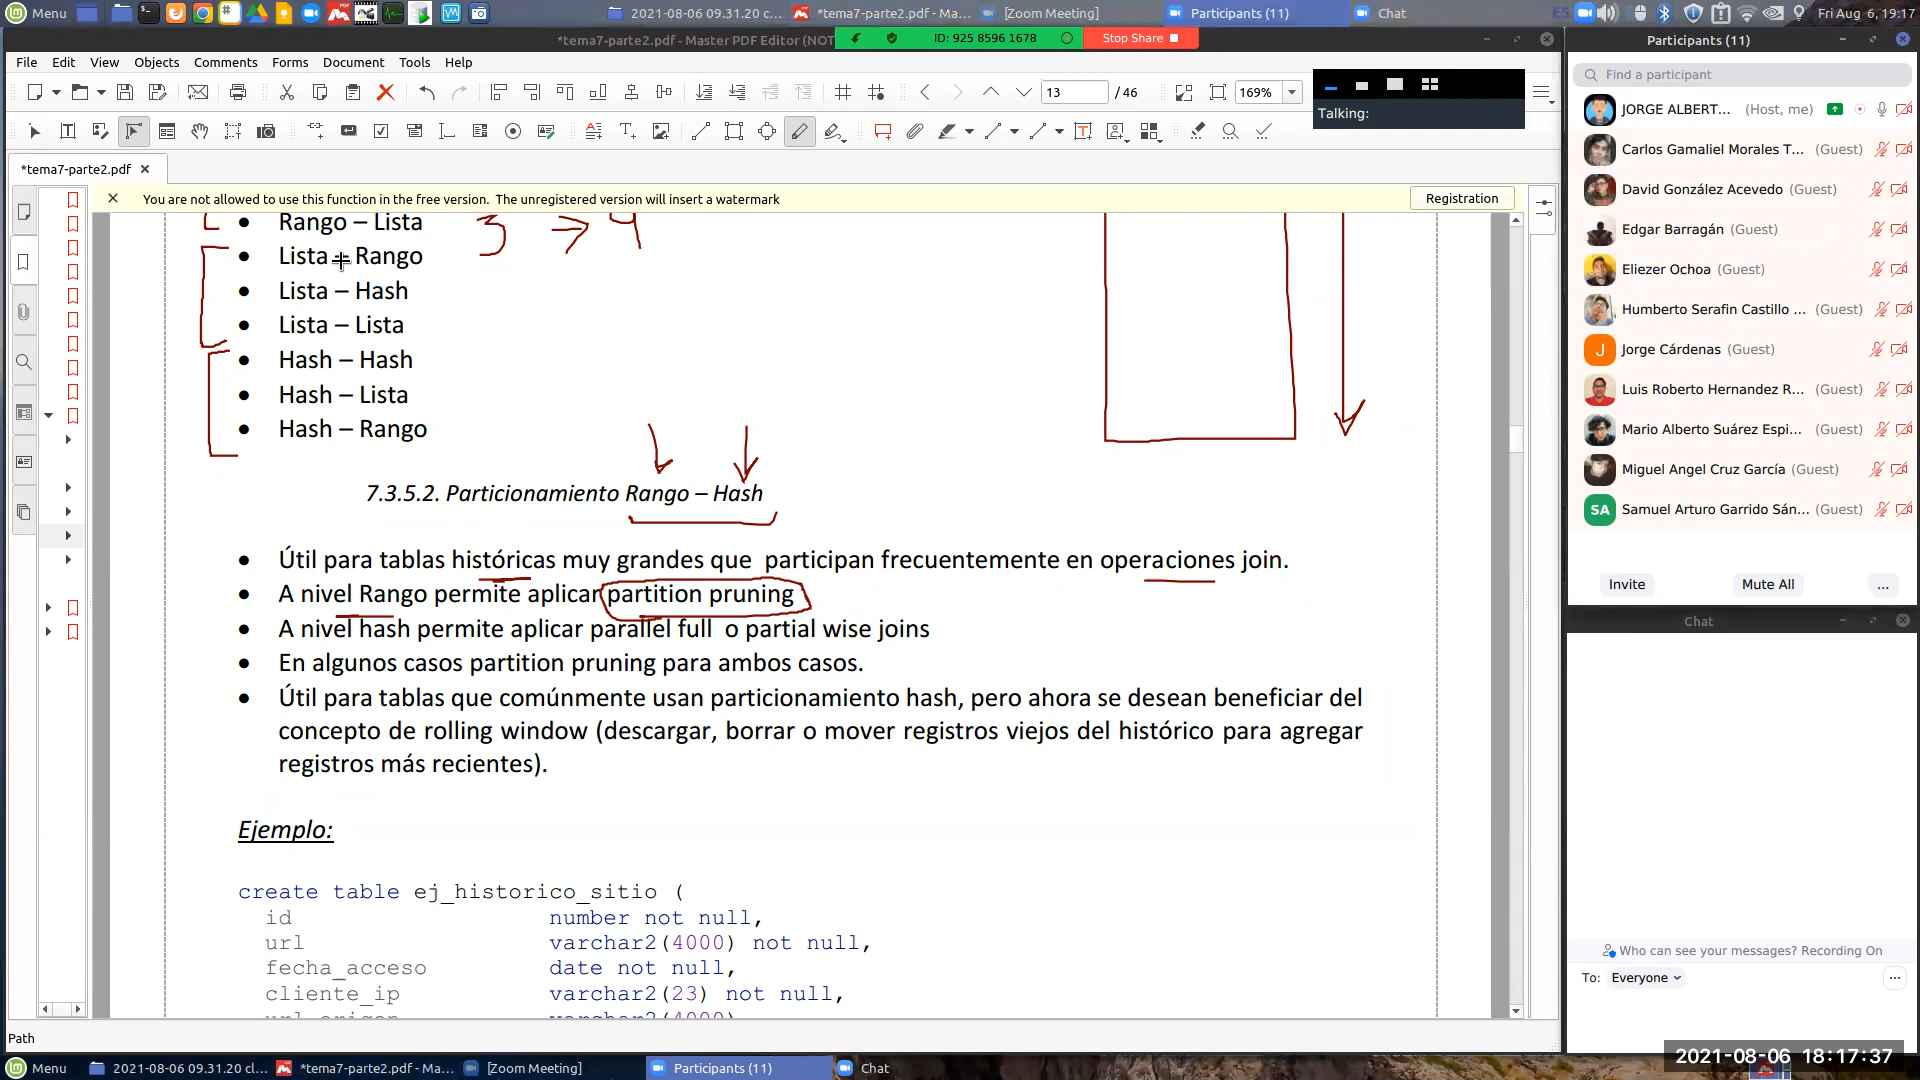 Menu
2021-08-06 09.31.20 c...
*tema7-parte2.pdf - Ma...
[Zoom Meeting]
Participants (11)
Chat
ES
Fri Aug 6, 19:17
*tema7-parte2.pdf - Master PDF Editor (NOT
ID: 925 8596 1678
Stop Share
File Edit View Objects Comments Forms Document Tools Help
13 / 46
169%
Talking:
*tema7-parte2.pdf
You are not allowed to use this function in the free version. The unregistered version will insert a watermark
Registration
• Rango – Lista
3 → 4
• Lista – Rango
• Lista – Hash
• Lista – Lista
• Hash – Hash
• Hash – Lista
• Hash – Rango
7.3.5.2. Particionamiento Rango – Hash
• Útil para tablas históricas muy grandes que participan frecuentemente en operaciones join.
• A nivel Rango permite aplicar partition pruning
• A nivel hash permite aplicar parallel full o partial wise joins
• En algunos casos partition pruning para ambos casos.
• Útil para tablas que comúnmente usan particionamiento hash, pero ahora se desean beneficiar del
concepto de rolling window (descargar, borrar o mover registros viejos del histórico para agregar
registros más recientes).
Ejemplo:
create table ej_historico_sitio (
id number not null,
url varchar2(4000) not null,
fecha_acceso date not null,
cliente_ip varchar2(23) not null,
url_origen varchar2(4000)
Path
Participants (11)
Find a participant
JORGE ALBERT... (Host, me)
Carlos Gamaliel Morales T... (Guest)
David González Acevedo (Guest)
Edgar Barragán (Guest)
Eliezer Ochoa (Guest)
Humberto Serafin Castillo ... (Guest)
J Jorge Cárdenas (Guest)
Luis Roberto Hernandez R... (Guest)
Mario Alberto Suárez Espi... (Guest)
Miguel Angel Cruz García (Guest)
SA Samuel Arturo Garrido Sán... (Guest)
Invite Mute All ...
Chat
Who can see your messages? Recording On
To: Everyone
2021-08-06 18:17:37
Menu
2021-08-06 09.31.20 cl...
*tema7-parte2.pdf - Ma...
[Zoom Meeting]
Participants (11)
Chat